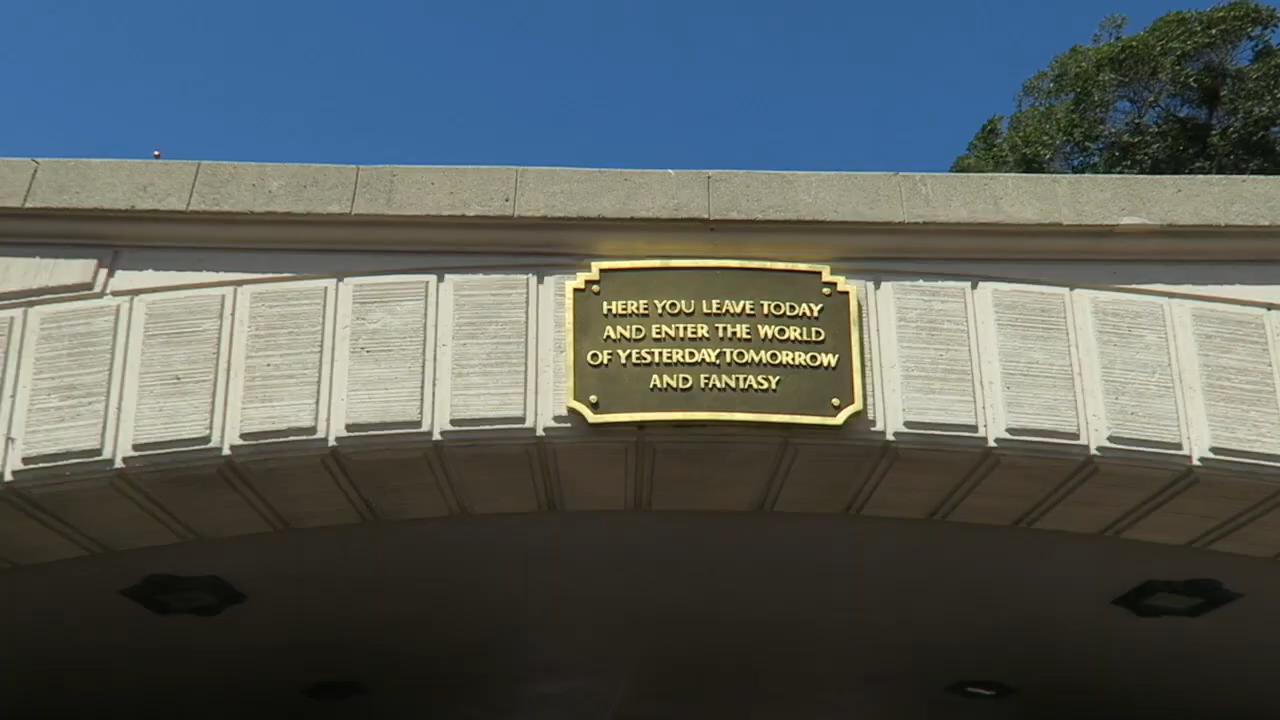 HERE YOU LEAVE TODAY
AND ENTER THE WORLD
OF YESTERDAY, TOMORROW
AND FANTASY